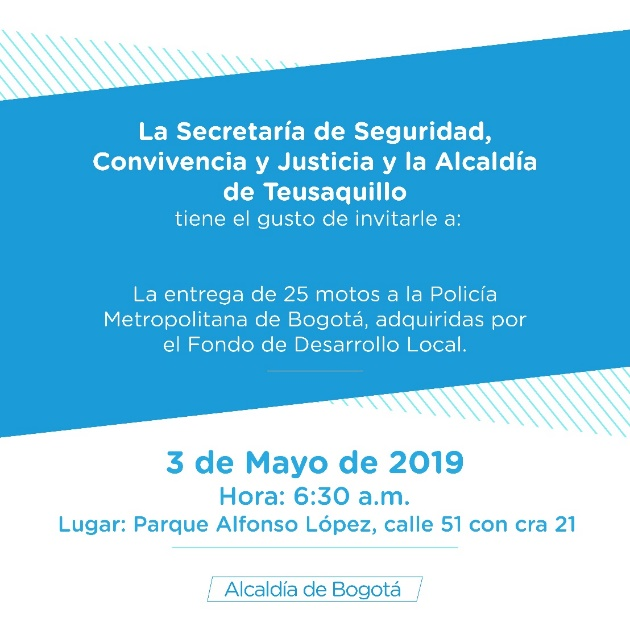 La Secretaría de Seguridad,
Convivencia y Justicia y la Alcaldía
de Teusaquillo
tiene el gusto de invitarle a:
La entrega de 25 motos a la Policía
Metropolitana de Bogotá, adquiridas por
el Fondo de Desarrollo Local.
3 de Mayo de 2019
Hora: 6:30 a.m.
Lugar: Parque Alfonso López, calle 51 con cra 21
Alcaldía de Bogotá